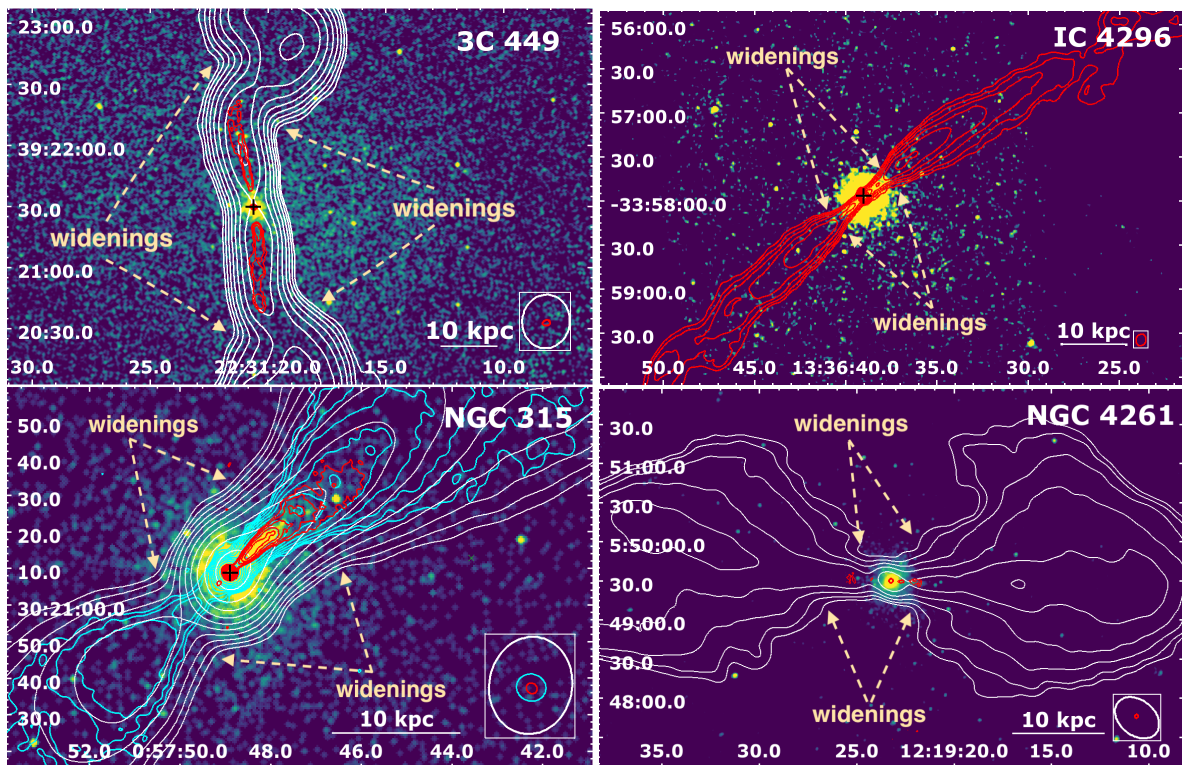 23:00.0
3C 449
30.0
39:22:00.0
30.0
widenings
widenings
21:00.0
20:30.0
10 kpc
30.0 25.0 22:31:20.0 15.0 10.0
56:00.0
IC 4296
widenings
30.0
57:00.0
30.0
-33:58:00.0
30.0
59:00.0
widenings
30.0
10 kpc
50.0 45.0 13:36:40.0 35.0 30.0 25.0
50.0
widenings
NGC 315
40.0
30.0
20.0
10.0
30:21:00.0
50.0
40.0
widenings
30.0
10 kpc
52.0 0:57:50.0 48.0 46.0 44.0 42.0
30.0
widenings
NGC 4261
51:00.0
30.0
5:50:00.0
30.0
49:00.0
30.0
48:00.0
widenings
10 kpc
35.0 30.0 25.0 12:19:20.0 15.0 10.0